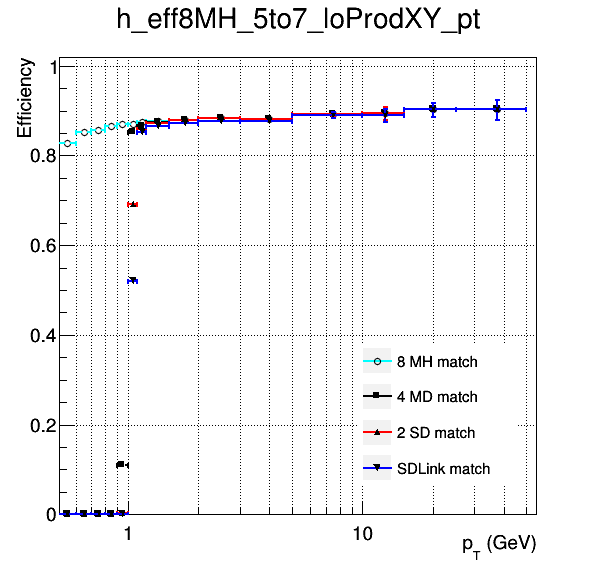 h_eff8MH_5to7_loProdXY_pt
Efficiency
1
0.8
0.6
0.4
0.2
0
8 MH match
4 MD match
2 SD match
SDLink match
1
10
p_T (GeV)